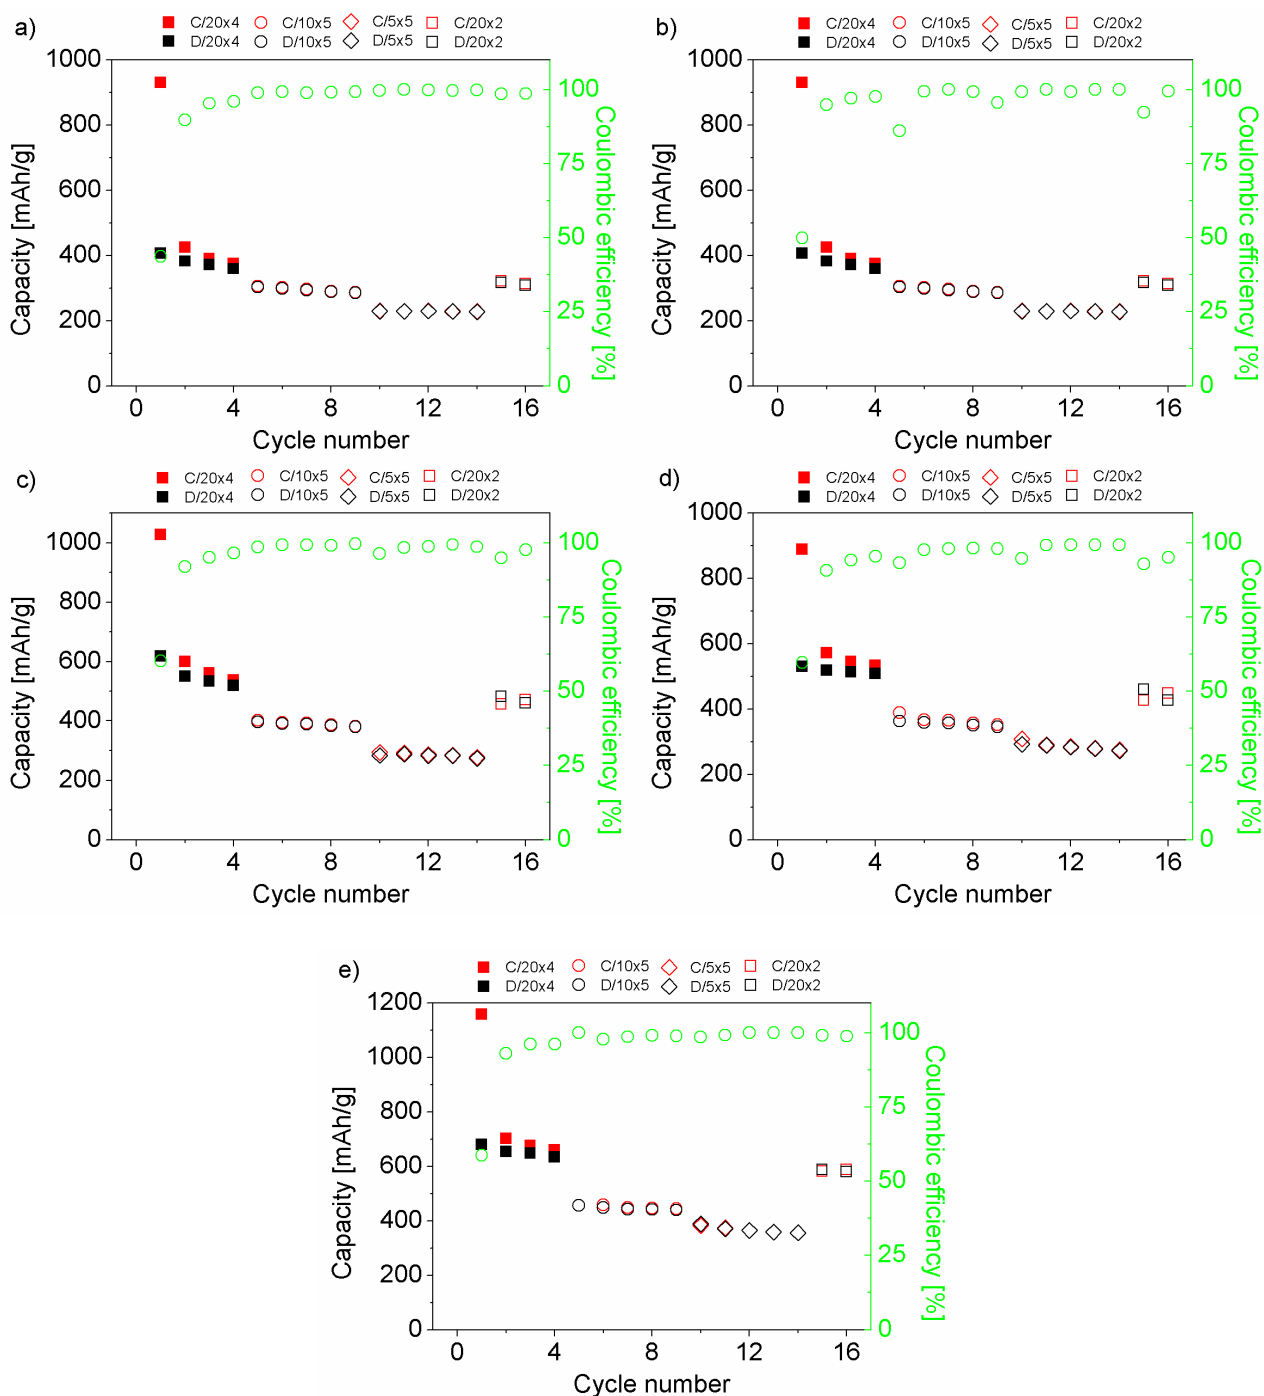 a)
C/20x4 C/10x5 C/5x5 C/20x2
D/20x4 D/10x5 D/5x5 D/20x2
Capacity [mAh/g]
1000
800
600
400
200
0
0 4 8 12 16
Cycle number
100
75
50
25
0
Coulombic efficiency [%]
b)
C/20x4 C/10x5 C/5x5 C/20x2
D/20x4 D/10x5 D/5x5 D/20x2
Capacity [mAh/g]
1000
800
600
400
200
0
0 4 8 12 16
Cycle number
100
75
50
25
0
Coulombic efficiency [%]
c)
C/20x4 C/10x5 C/5x5 C/20x2
D/20x4 D/10x5 D/5x5 D/20x2
Capacity [mAh/g]
1000
800
600
400
200
0
0 4 8 12 16
Cycle number
100
75
50
25
0
Coulombic efficiency [%]
d)
C/20x4 C/10x5 C/5x5 C/20x2
D/20x4 D/10x5 D/5x5 D/20x2
Capacity [mAh/g]
1000
800
600
400
200
0
0 4 8 12 16
Cycle number
100
75
50
25
0
Coulombic efficiency [%]
e)
C/20x4 C/10x5 C/5x5 C/20x2
D/20x4 D/10x5 D/5x5 D/20x2
Capacity [mAh/g]
1200
1000
800
600
400
200
0
0 4 8 12 16
Cycle number
100
75
50
25
0
Coulombic efficiency [%]